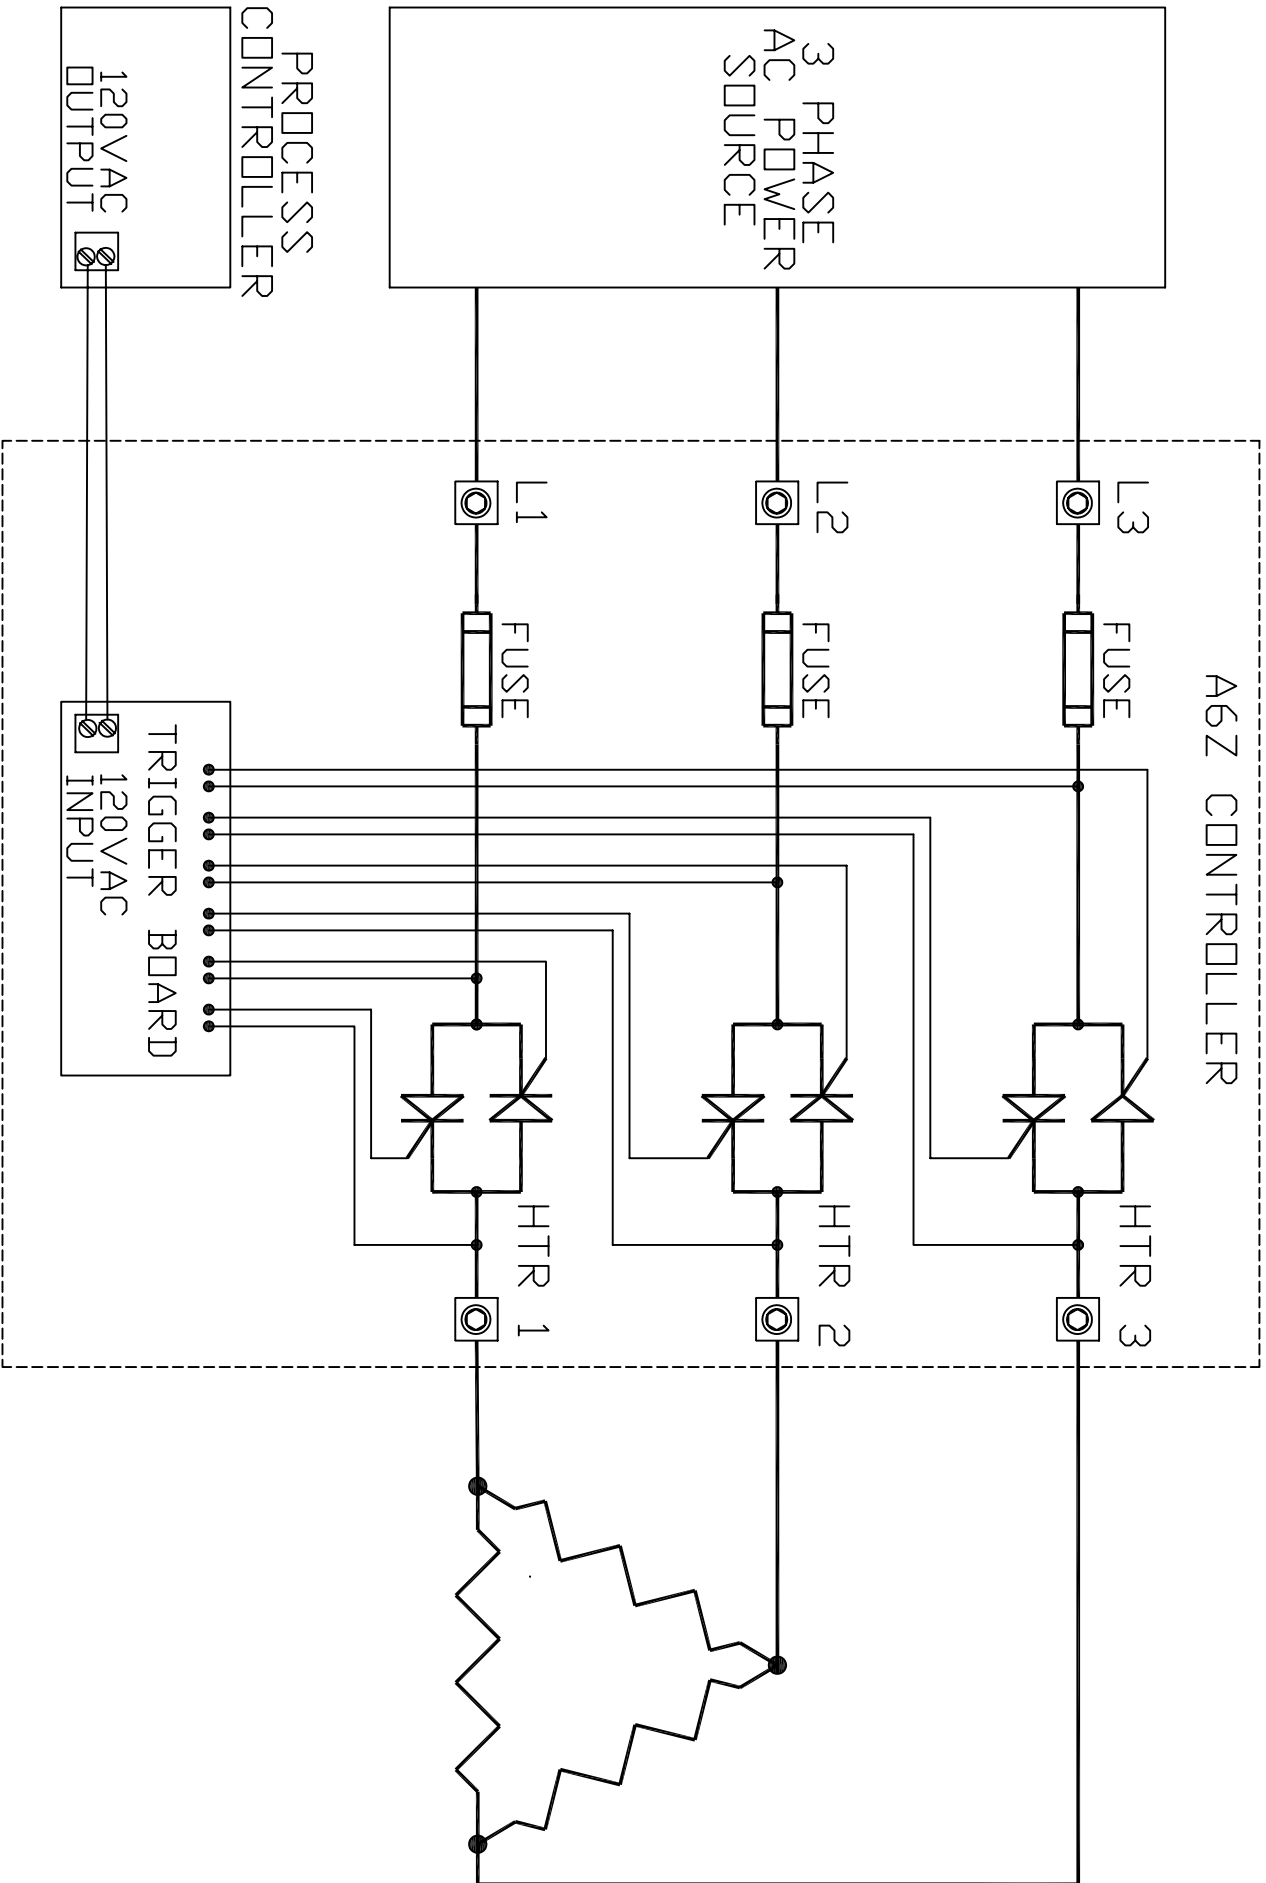 A6Z CONTROLLER
3 PHASE
AC POWER
SOURCE
L3
FUSE
HTR 3
L2
FUSE
HTR 2
L1
FUSE
HTR 1
PROCESS
CONTROLLER
120VAC
OUTPUT
TRIGGER BOARD
120VAC
INPUT